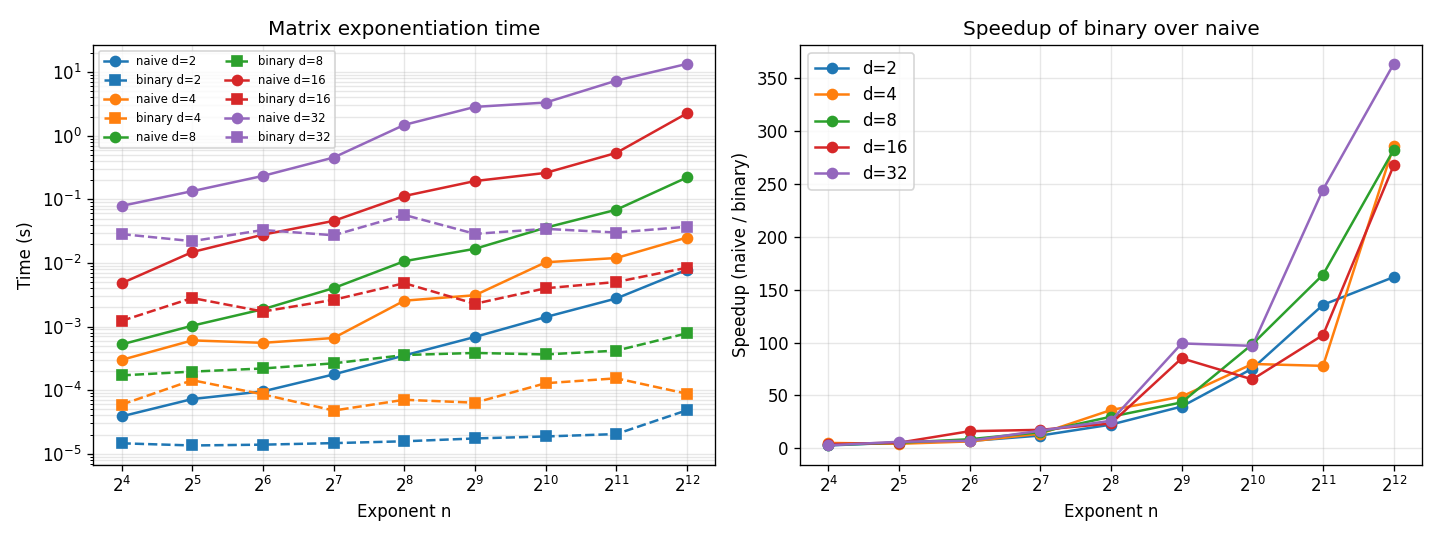 Matrix exponentiation time
naive d=2
binary d=2
naive d=4
binary d=4
naive d=8
binary d=8
naive d=16
binary d=16
naive d=32
binary d=32
Time (s)
10¹
10⁰
10⁻¹
10⁻²
10⁻³
10⁻⁴
10⁻⁵
2⁴ 2⁵ 2⁶ 2⁷ 2⁸ 2⁹ 2¹⁰ 2¹¹ 2¹²
Exponent n
Speedup of binary over naive
d=2
d=4
d=8
d=16
d=32
Speedup (naive / binary)
350
300
250
200
150
100
50
0
2⁴ 2⁵ 2⁶ 2⁷ 2⁸ 2⁹ 2¹⁰ 2¹¹ 2¹²
Exponent n